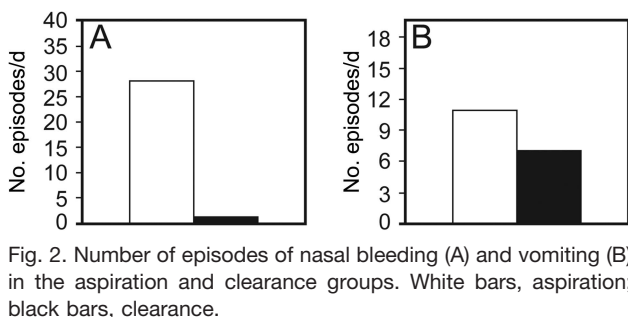 A
No. episodes/d
40
35
30
25
20
15
10
5
0
B
No. episodes/d
18
15
12
9
6
3
0
Fig. 2. Number of episodes of nasal bleeding (A) and vomiting (B)
in the aspiration and clearance groups. White bars, aspiration;
black bars, clearance.